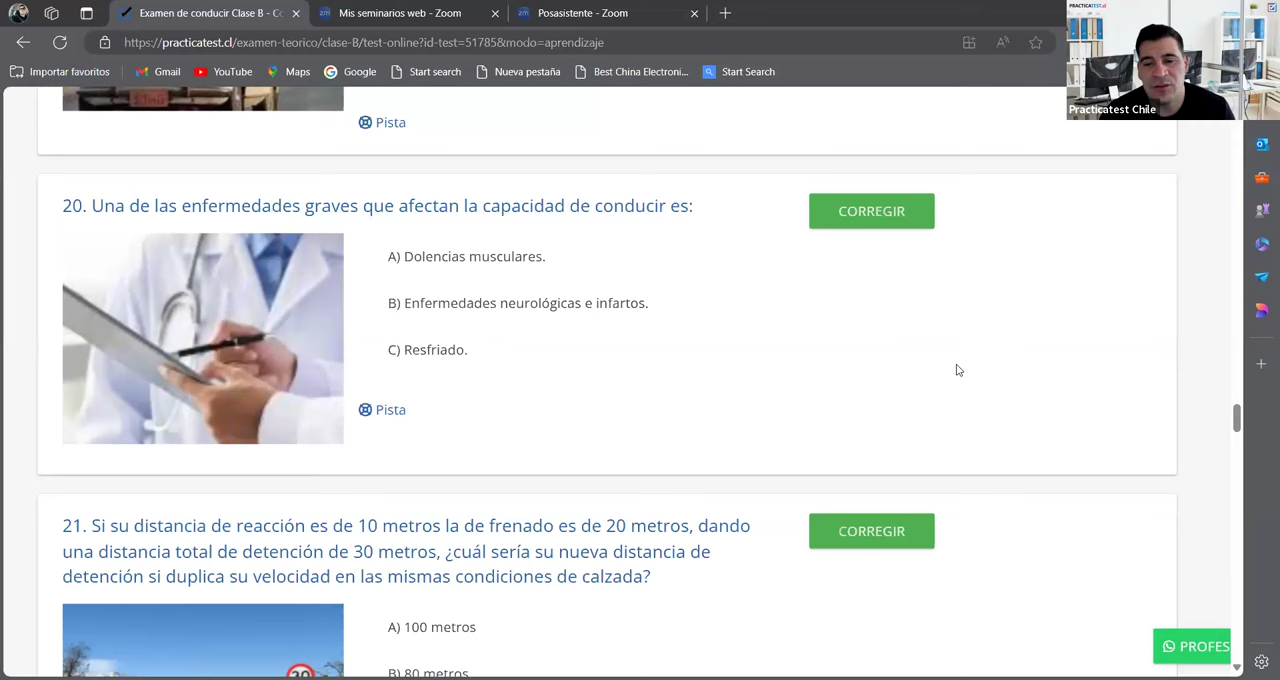 Examen de conducir Clase B - Cc
Mis seminarios web - Zoom
Posasistente - Zoom
https://practicatest.cl/examen-teorico/clase-B/test-online?id-test=51785&modo=aprendizaje
Importar favoritos
Gmail
YouTube
Maps
Google
Start search
Nueva pestaña
Best China Electroni...
Start Search
PRACTICATEST.cl
Practicatest Chile
Pista
20. Una de las enfermedades graves que afectan la capacidad de conducir es:
CORREGIR
A) Dolencias musculares.
B) Enfermedades neurológicas e infartos.
C) Resfriado.
Pista
21. Si su distancia de reacción es de 10 metros la de frenado es de 20 metros, dando
una distancia total de detención de 30 metros, ¿cuál sería su nueva distancia de
detención si duplica su velocidad en las mismas condiciones de calzada?
CORREGIR
A) 100 metros
B) 80 metros
PROFES